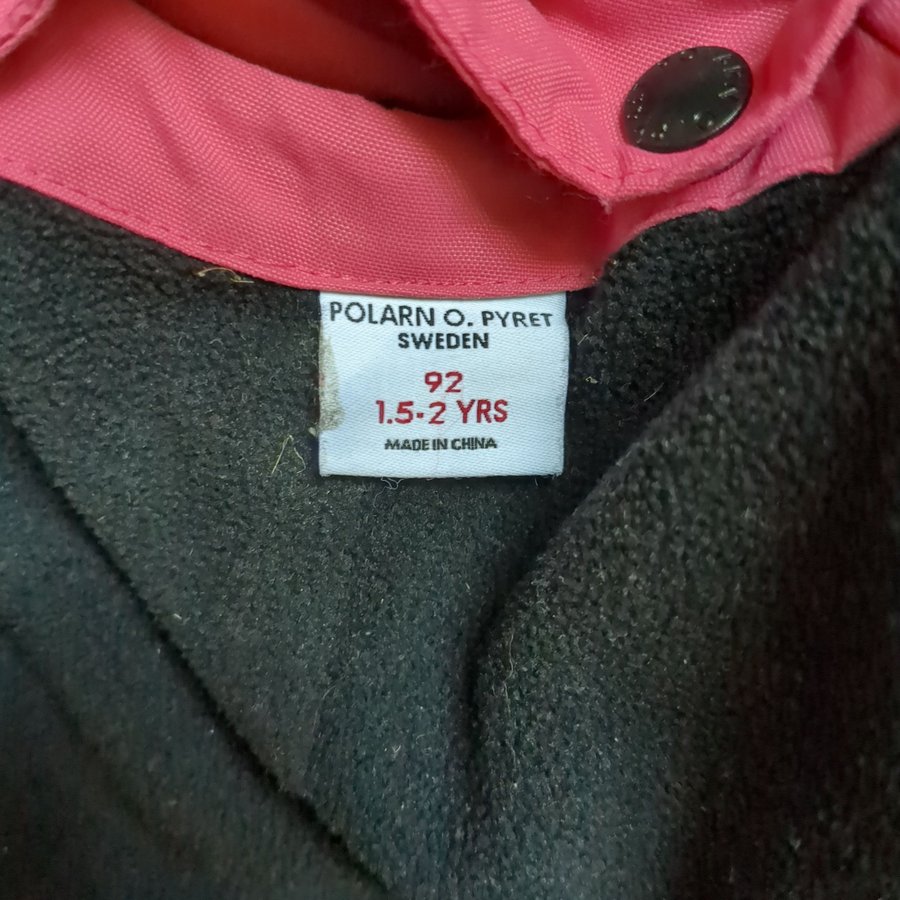 POLARN O. PYRET
SWEDEN
92
1.5-2 YRS
MADE IN CHINA